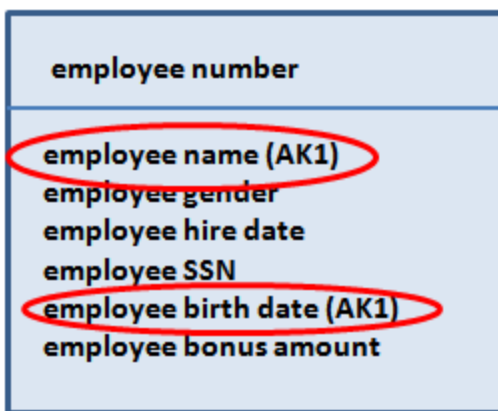 employee number
employee name (AK1)
employee gender
employee hire date
employee SSN
employee birth date (AK1)
employee bonus amount